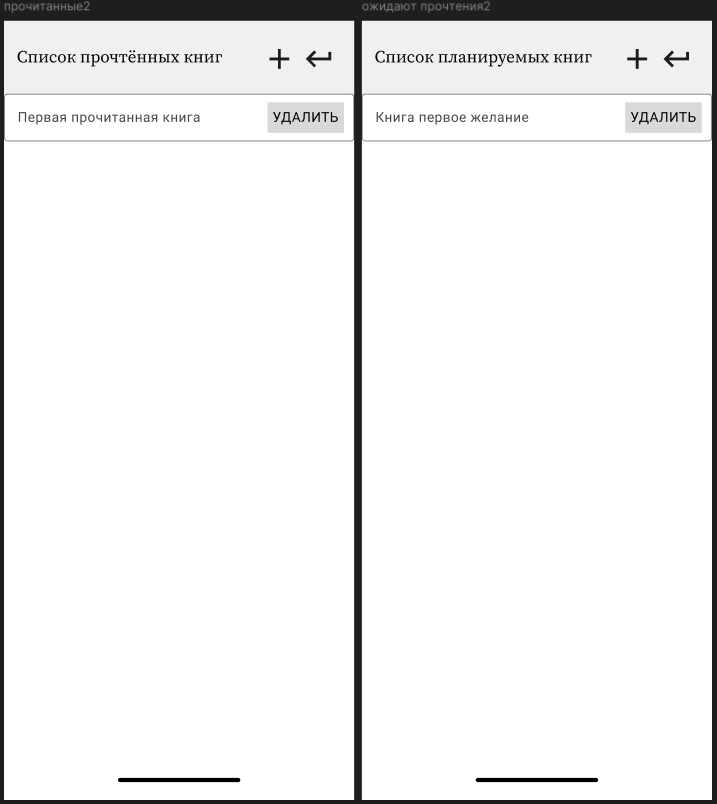 прочитанные2
ожидают прочтения2
Список прочтённых книг
Список планируемых книг
Первая прочитанная книга
УДАЛИТЬ
Книга первое желание
УДАЛИТЬ